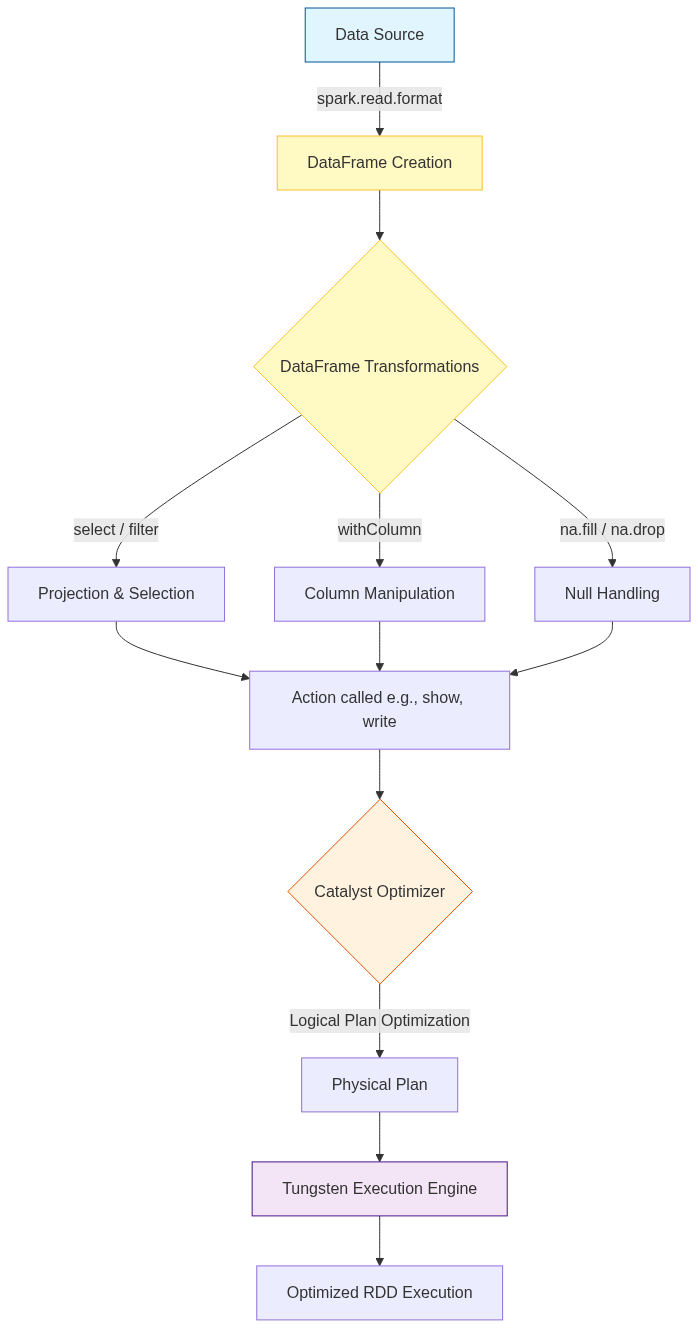 Data Source
spark.read.format
DataFrame Creation
DataFrame Transformations
select / filter
withColumn
na.fill / na.drop
Projection & Selection
Column Manipulation
Null Handling
Action called e.g., show,
write
Catalyst Optimizer
Logical Plan Optimization
Physical Plan
Tungsten Execution Engine
Optimized RDD Execution